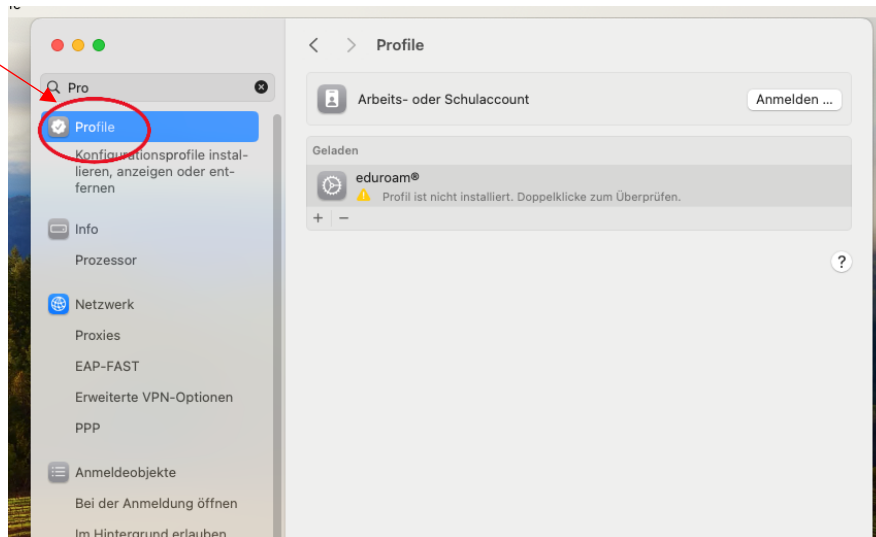 Profile
Pro
Arbeits- oder Schulaccount
Anmelden ...
Profile
Konfigurationsprofile instal-
lieren, anzeigen oder ent-
fernen
Geladen
eduroam®
Profil ist nicht installiert. Doppelklicke zum Überprüfen.
+ −
?
Info
Prozessor
Netzwerk
Proxies
EAP-FAST
Erweiterte VPN-Optionen
PPP
Anmeldeobjekte
Bei der Anmeldung öffnen
Im Hintergrund erlauben